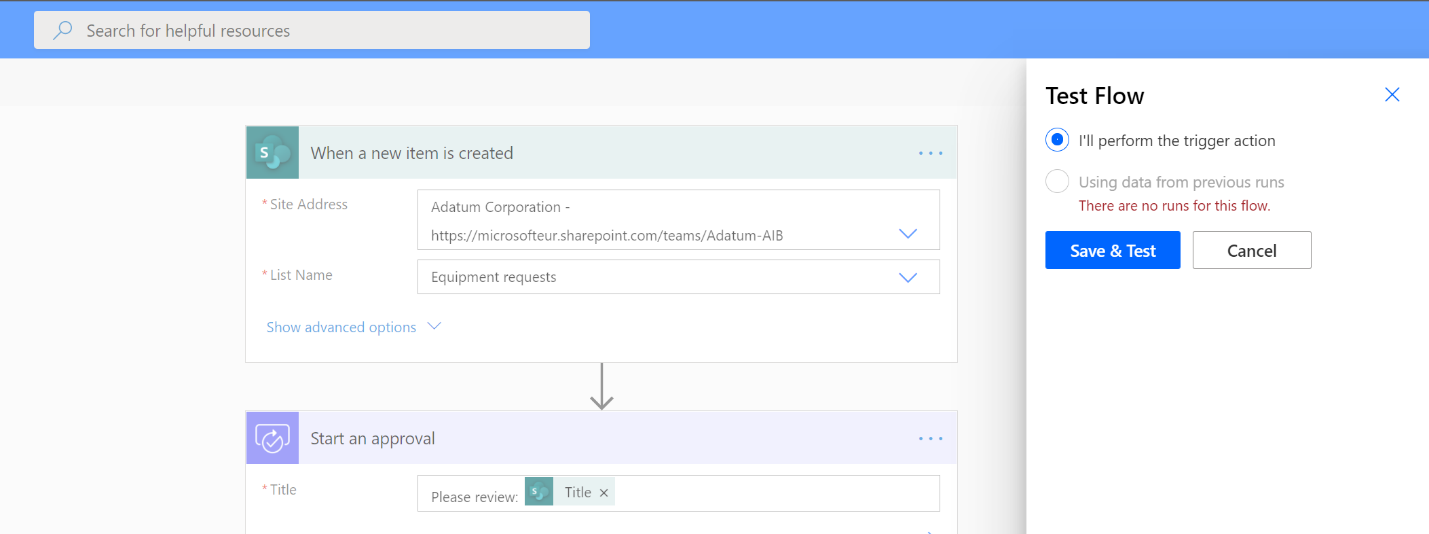 Search for helpful resources
Test Flow
I'll perform the trigger action
Using data from previous runs
There are no runs for this flow.
Save & Test
Cancel
S
When a new item is created
* Site Address
Adatum Corporation -
https://microsofteur.sharepoint.com/teams/Adatum-AIB
* List Name
Equipment requests
Show advanced options
Start an approval
* Title
Please review: S Title ×